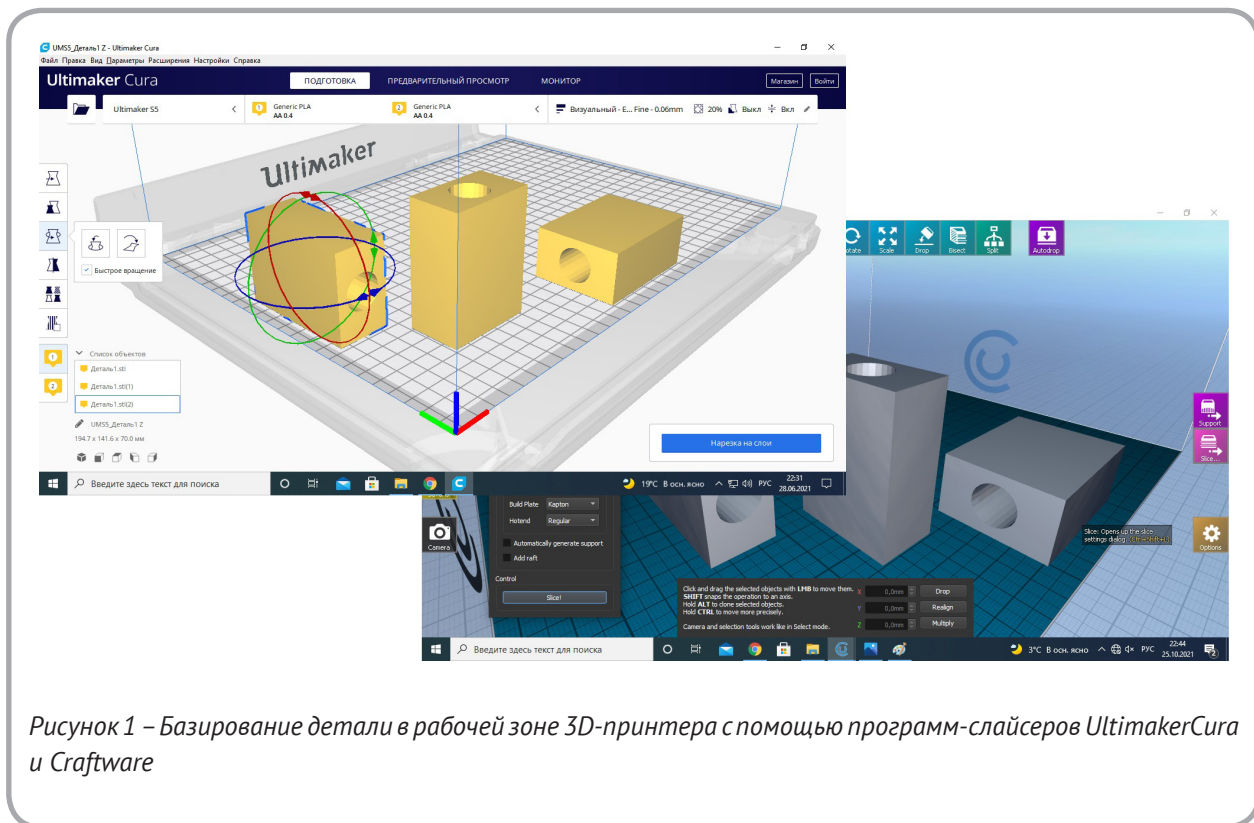 UMS5_Деталь1 Z - Ultimaker Cura
Файл Правка Вид Параметры Расширения Настройки Справка
Ultimaker Cura
ПОДГОТОВКА
ПРЕДВАРИТЕЛЬНЫЙ ПРОСМОТР
МОНИТОР
Магазин
Войти
Ultimaker S5
1
Generic PLA
AA 0.4
2
Generic PLA
AA 0.4
Визуальный - E... Fine - 0.06mm
20%
Выкл
Вкл
Ultimaker
Быстрое вращение
1
2
Список объектов
Деталь1.stl
Деталь1.stl(1)
Деталь1.stl(2)
UMS5_Деталь1 Z
194.7 x 141.6 x 70.0 мм
Нарезка на слои
Введите здесь текст для поиска
19°C В осн. ясно
РУС
22:31
28.06.2021
Scale
Drop
Bisect
Split
Autodrop
Support
Slice...
Build Plate
Kapton
Hotend
Regular
Automatically generate support
Add raft
Control
Slice!
Camera
Slice: Opens up the slice
settings dialog. (Ctrl+Shift+L)
Options
Click and drag the selected objects with LMB to move them.
SHIFT snaps the operation to an axis.
Hold ALT to clone selected objects.
Hold CTRL to move more precisely.
Camera and selection tools work like in Select mode.
X
0,0mm
Drop
Y
0,0mm
Realign
Z
0,0mm
Multiply
Введите здесь текст для поиска
3°C В осн. ясно
РУС
22:44
25.10.2021
2
Рисунок 1 – Базирование детали в рабочей зоне 3D-принтера с помощью программ-слайсеров UltimakerCura
и Craftware